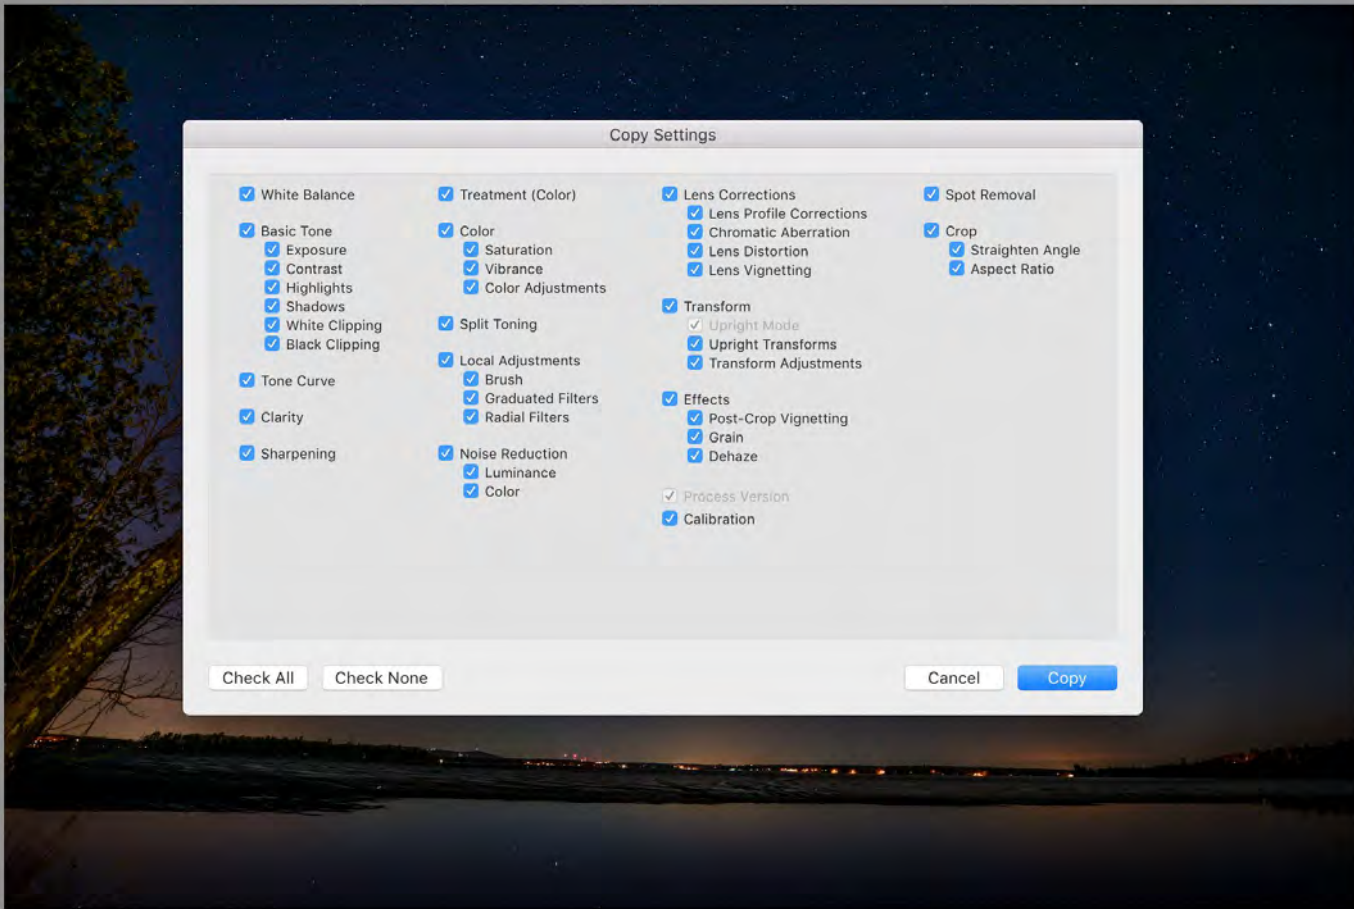 Copy Settings
White Balance
Basic Tone
Exposure
Contrast
Highlights
Shadows
White Clipping
Black Clipping
Tone Curve
Clarity
Sharpening
Treatment (Color)
Color
Saturation
Vibrance
Color Adjustments
Split Toning
Local Adjustments
Brush
Graduated Filters
Radial Filters
Noise Reduction
Luminance
Color
Lens Corrections
Lens Profile Corrections
Chromatic Aberration
Lens Distortion
Lens Vignetting
Transform
Upright Mode
Upright Transforms
Transform Adjustments
Effects
Post-Crop Vignetting
Grain
Dehaze
Process Version
Calibration
Spot Removal
Crop
Straighten Angle
Aspect Ratio
Check All
Check None
Cancel
Copy